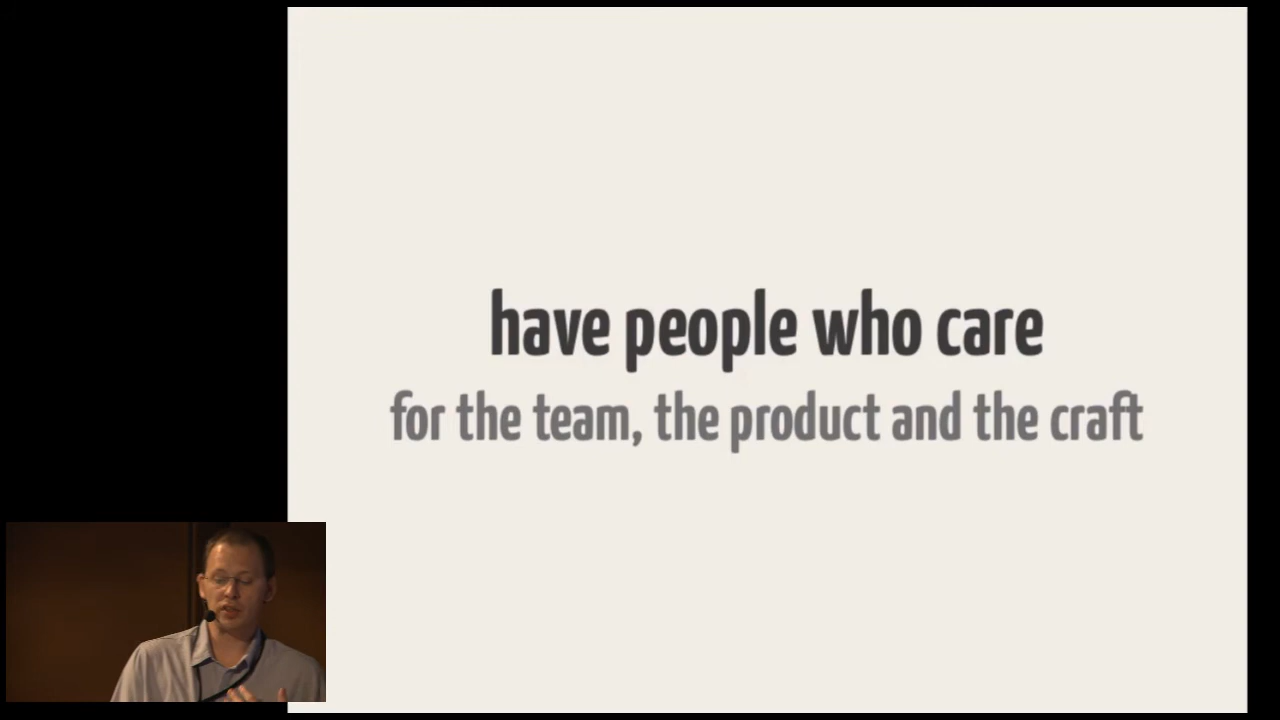 have people who care
for the team, the product and the craft